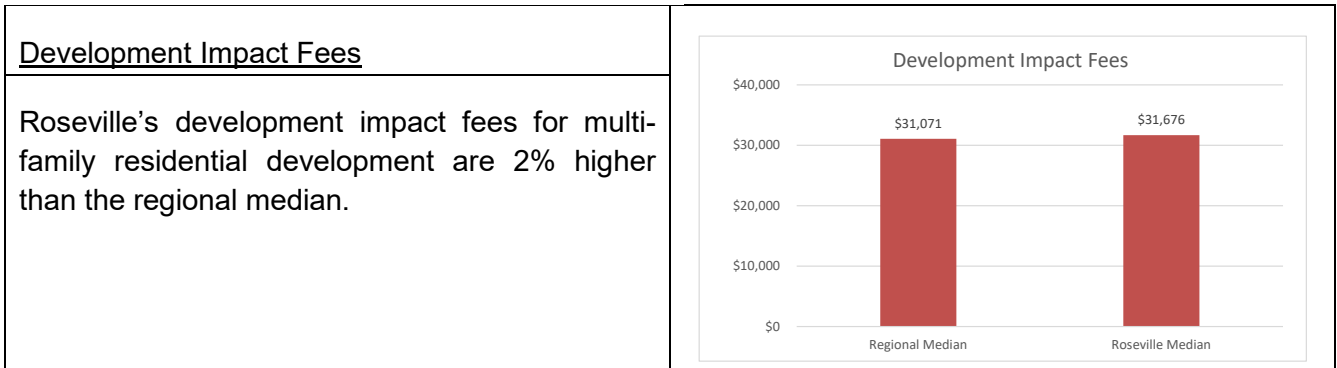 Development Impact Fees
Roseville’s development impact fees for multi-
family residential development are 2% higher
than the regional median.
Development Impact Fees
$40,000
$30,000
$20,000
$10,000
$0
$31,071
$31,676
Regional Median
Roseville Median